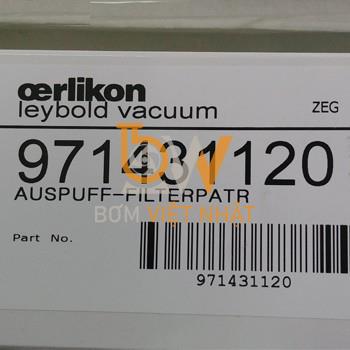 œrlikon
leybold vacuum
ZEG
971431120
AUSPUFF-FILTERPATR
BƠM VIỆT NHẬT
Part No.
971431120